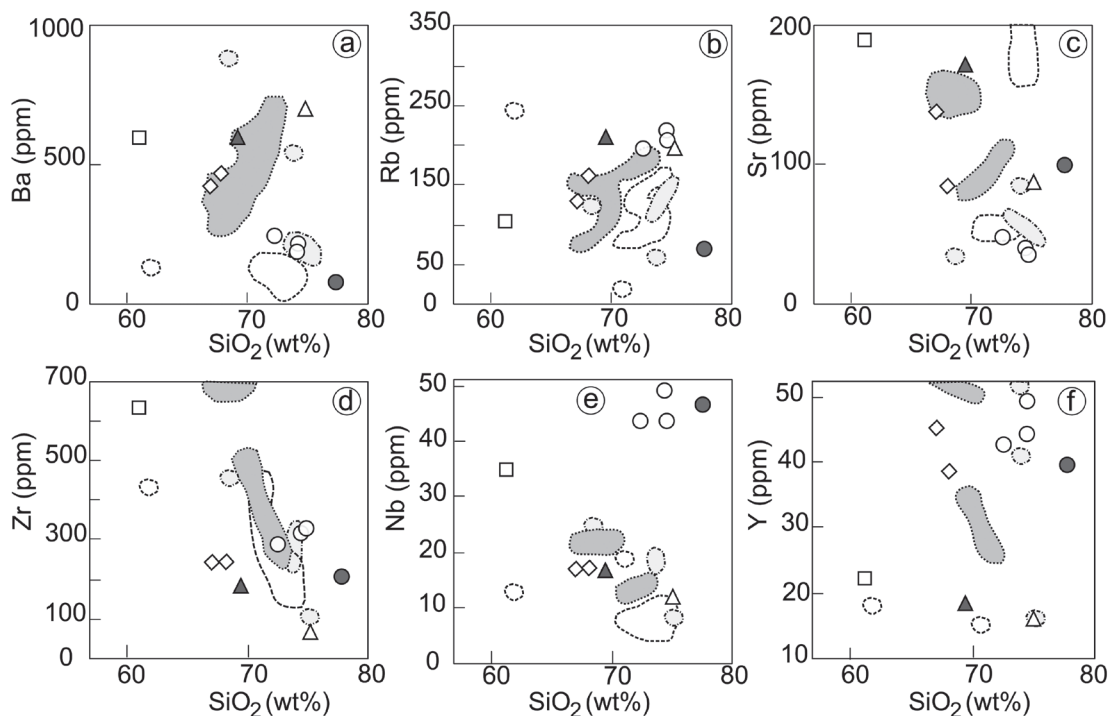 1000
500
0
Ba (ppm)
a
60 70 80
SiO2 (wt%)
350
250
150
50
0
Rb (ppm)
b
60 70 80
SiO2 (wt%)
200
100
0
Sr (ppm)
c
60 70 80
SiO2 (wt%)
700
500
300
100
0
Zr (ppm)
d
60 70 80
SiO2 (wt%)
50
40
30
20
10
0
Nb (ppm)
e
60 70 80
SiO2 (wt%)
50
40
30
20
10
Y (ppm)
f
60 70 80
SiO2 (wt%)